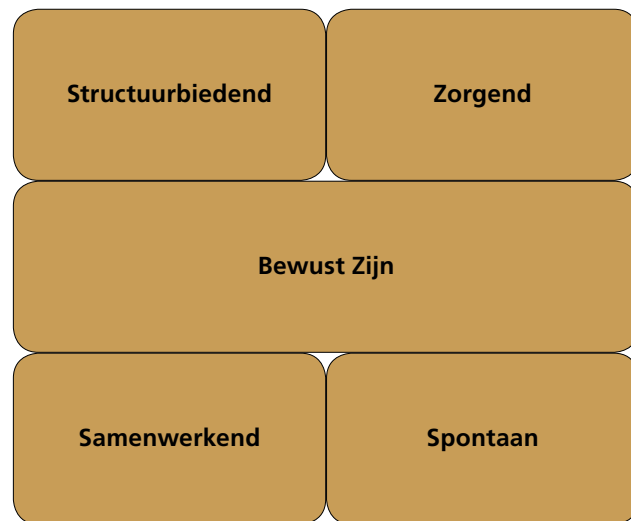 Structuurbiedend
Zorgend
Bewust Zijn
Samenwerkend
Spontaan